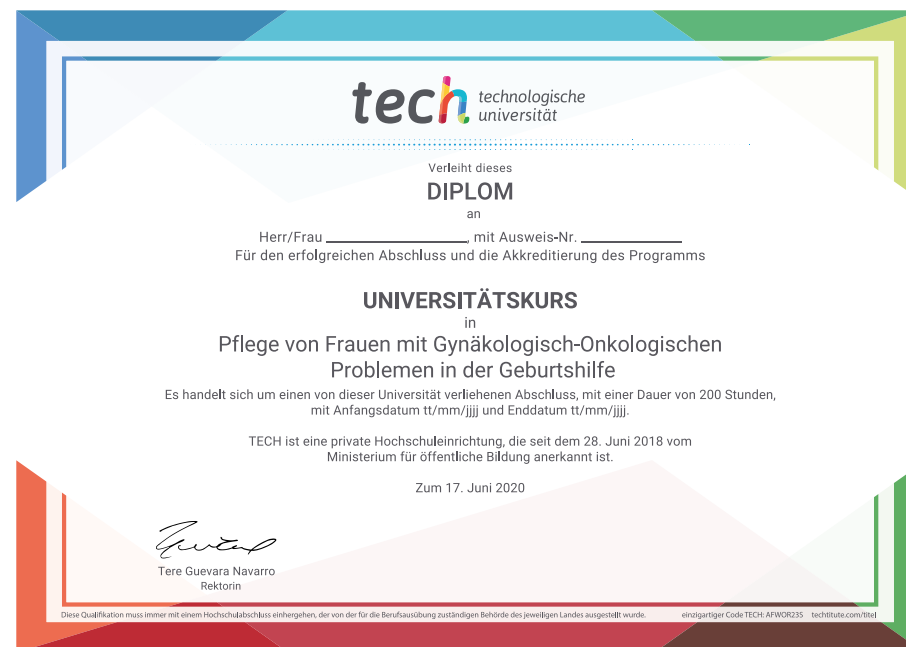 tech technologische
universität
Verleiht dieses
DIPLOM
an
Herr/Frau ____________________, mit Ausweis-Nr. ______________
Für den erfolgreichen Abschluss und die Akkreditierung des Programms
UNIVERSITÄTSKURS
in
Pflege von Frauen mit Gynäkologisch-Onkologischen
Problemen in der Geburtshilfe
Es handelt sich um einen von dieser Universität verliehenen Abschluss, mit einer Dauer von 200 Stunden,
mit Anfangsdatum tt/mm/jjjj und Enddatum tt/mm/jjjj.
TECH ist eine private Hochschuleinrichtung, die seit dem 28. Juni 2018 vom
Ministerium für öffentliche Bildung anerkannt ist.
Zum 17. Juni 2020
Tere Guevara Navarro
Rektorin
Diese Qualifikation muss immer mit einem Hochschulabschluss einhergehen, der von der für die Berufsausübung zuständigen Behörde des jeweiligen Landes ausgestellt wurde. einzigartiger Code TECH: AFWOR235 techtitute.com/titel